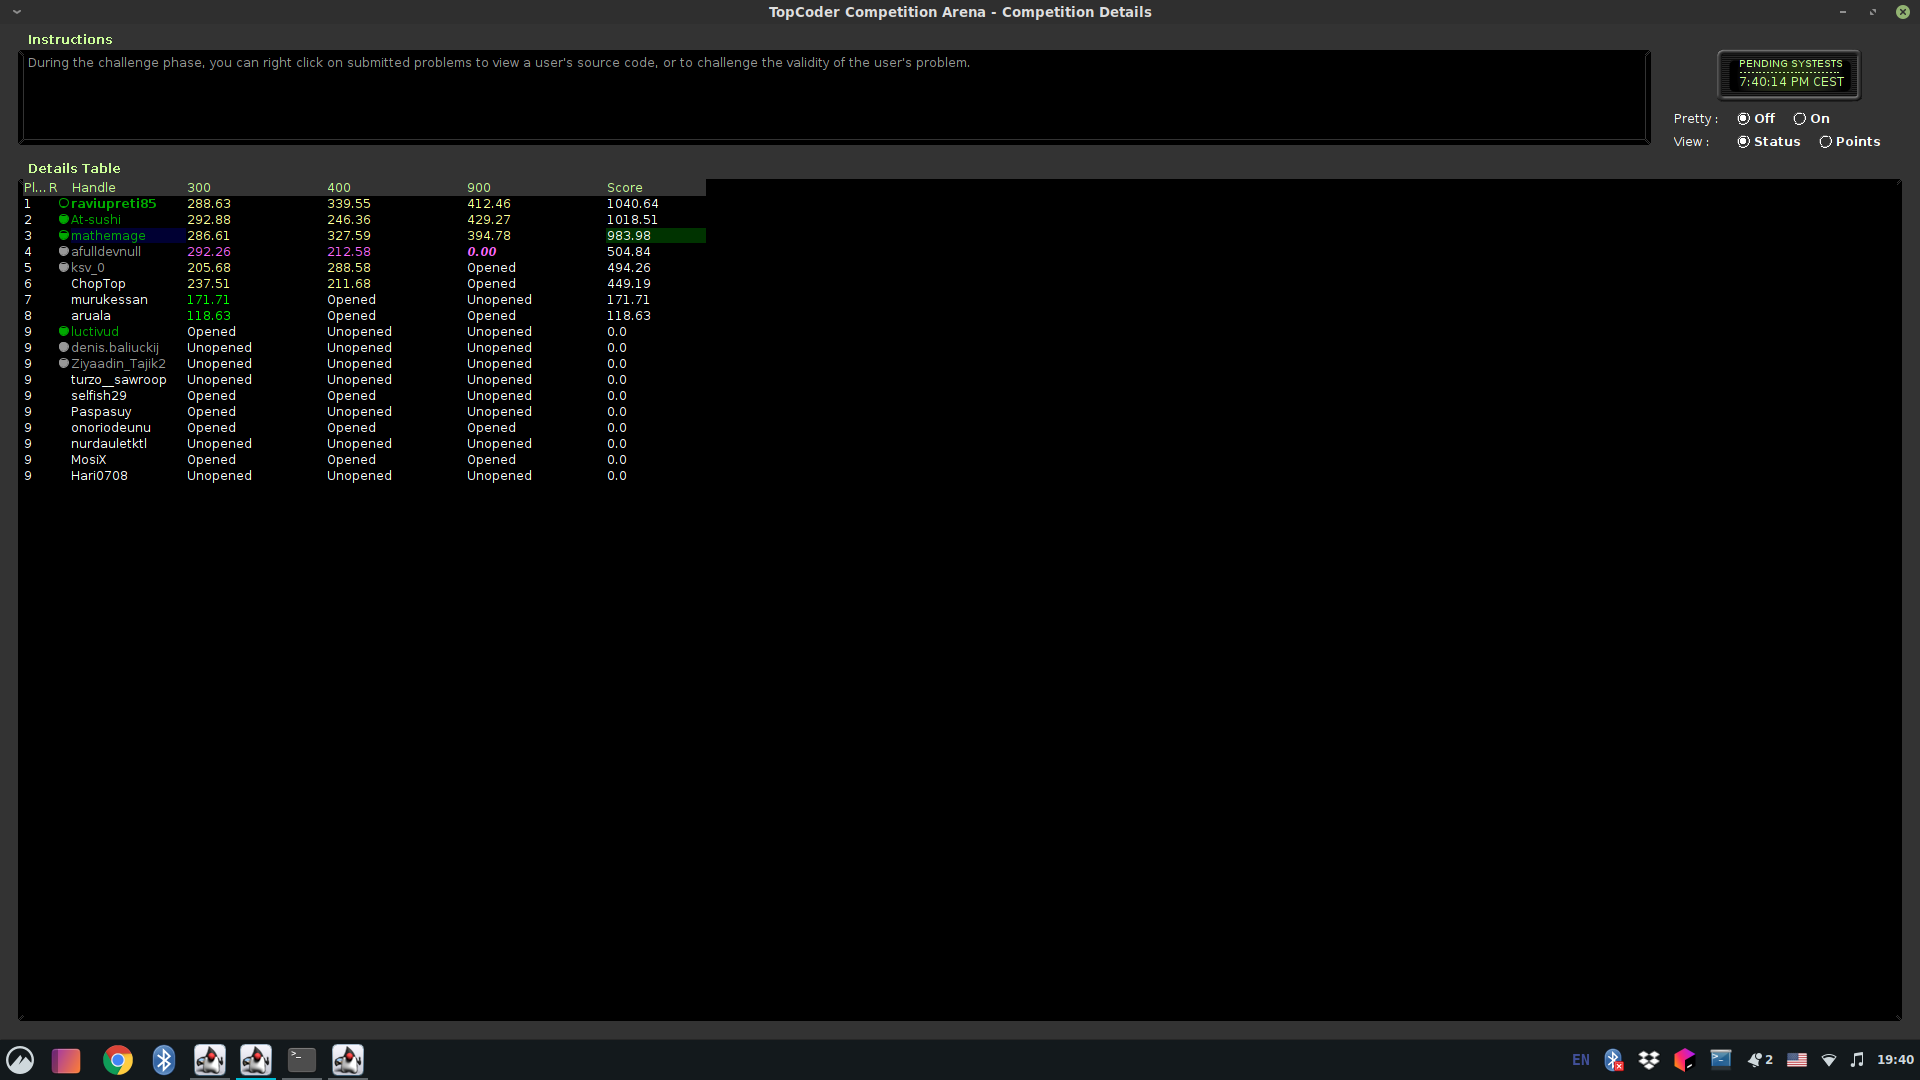 TopCoder Competition Arena - Competition Details
Instructions
During the challenge phase, you can right click on submitted problems to view a user's source code, or to challenge the validity of the user's problem.
PENDING SYSTESTS
7:40:14 PM CEST
Pretty : Off On
View : Status Points
Details Table
Pl... R Handle 300 400 900 Score
1 raviupreti85 288.63 339.55 412.46 1040.64
2 At-sushi 292.88 246.36 429.27 1018.51
3 mathemage 286.61 327.59 394.78 983.98
4 afulldevnull 292.26 212.58 0.00 504.84
5 ksv_0 205.68 288.58 Opened 494.26
6 ChopTop 237.51 211.68 Opened 449.19
7 murukessan 171.71 Opened Unopened 171.71
8 aruala 118.63 Opened Opened 118.63
9 luctivud Opened Unopened Unopened 0.0
9 denis.baliuckij Unopened Unopened Unopened 0.0
9 Ziyaadin_Tajik2 Unopened Unopened Unopened 0.0
9 turzo__sawroop Unopened Unopened Unopened 0.0
9 selfish29 Opened Opened Unopened 0.0
9 Paspasuy Opened Unopened Unopened 0.0
9 onoriodeunu Opened Opened Opened 0.0
9 nurdauletktl Unopened Unopened Unopened 0.0
9 MosiX Opened Opened Opened 0.0
9 Hari0708 Unopened Unopened Unopened 0.0
EN 2 19:40